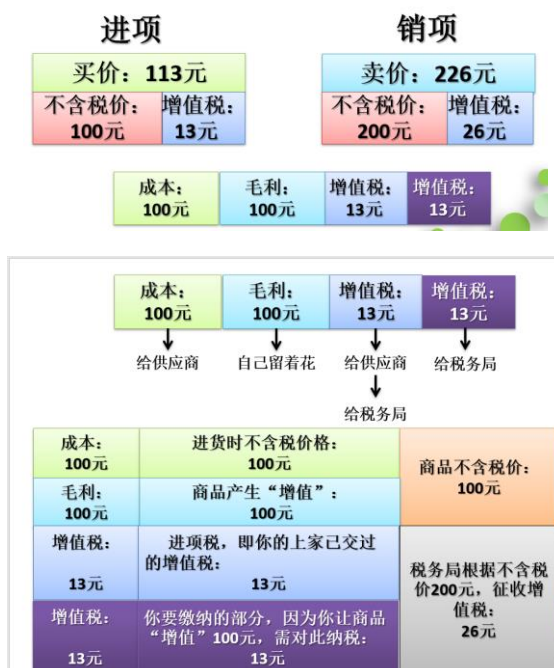 进项
销项
买价：113元
卖价：226元
不含税价：
100元
增值税：
13元
不含税价：
200元
增值税：
26元
成本：
100元
毛利：
100元
增值税：
13元
增值税：
13元
成本：
100元
毛利：
100元
增值税：
13元
增值税：
13元
给供应商
自己留着花
给供应商
给税务局
给税务局
成本：
100元
进货时不含税价格：
100元
商品不含税价：
100元
毛利：
100元
商品产生“增值”：
100元
增值税：
13元
进项税，即你的上家已交过
的增值税：
13元
税务局根据不含税
价200元，征收增
值税：
26元
增值税：
13元
你要缴纳的部分，因为你让商品
“增值”100元，需对此纳税：
13元